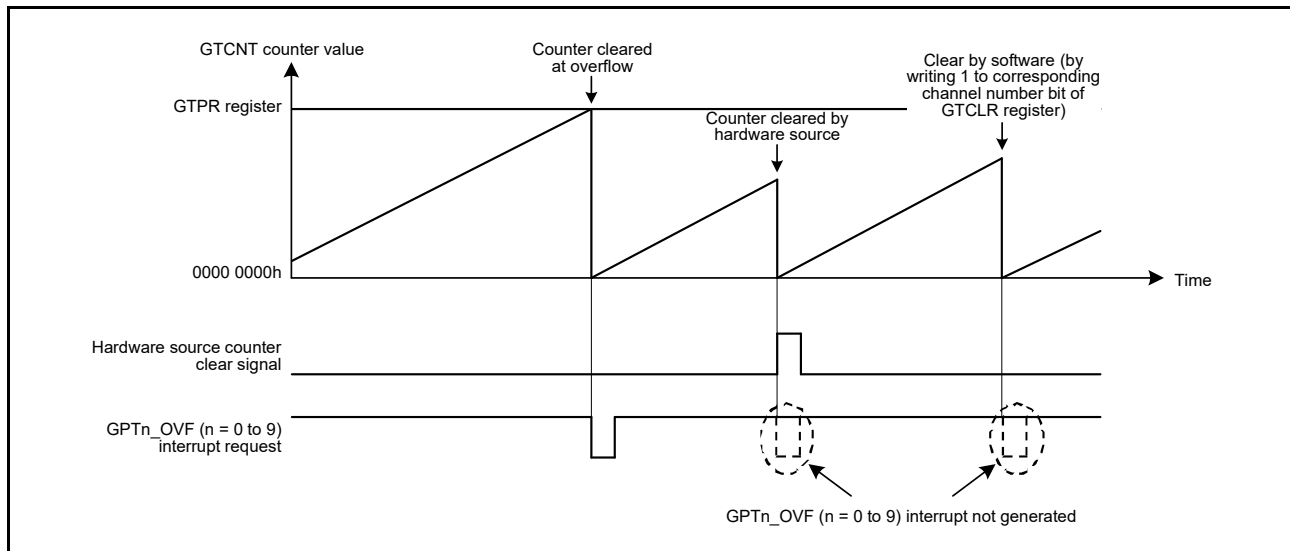 GTCNT counter value
Counter cleared
at overflow
Clear by software (by
writing 1 to corresponding
channel number bit of
GTCLR register)
GTPR register
Counter cleared by
hardware source
0000 0000h
Time
Hardware source counter
clear signal
GPTn_OVF (n = 0 to 9)
interrupt request
GPTn_OVF (n = 0 to 9) interrupt not generated